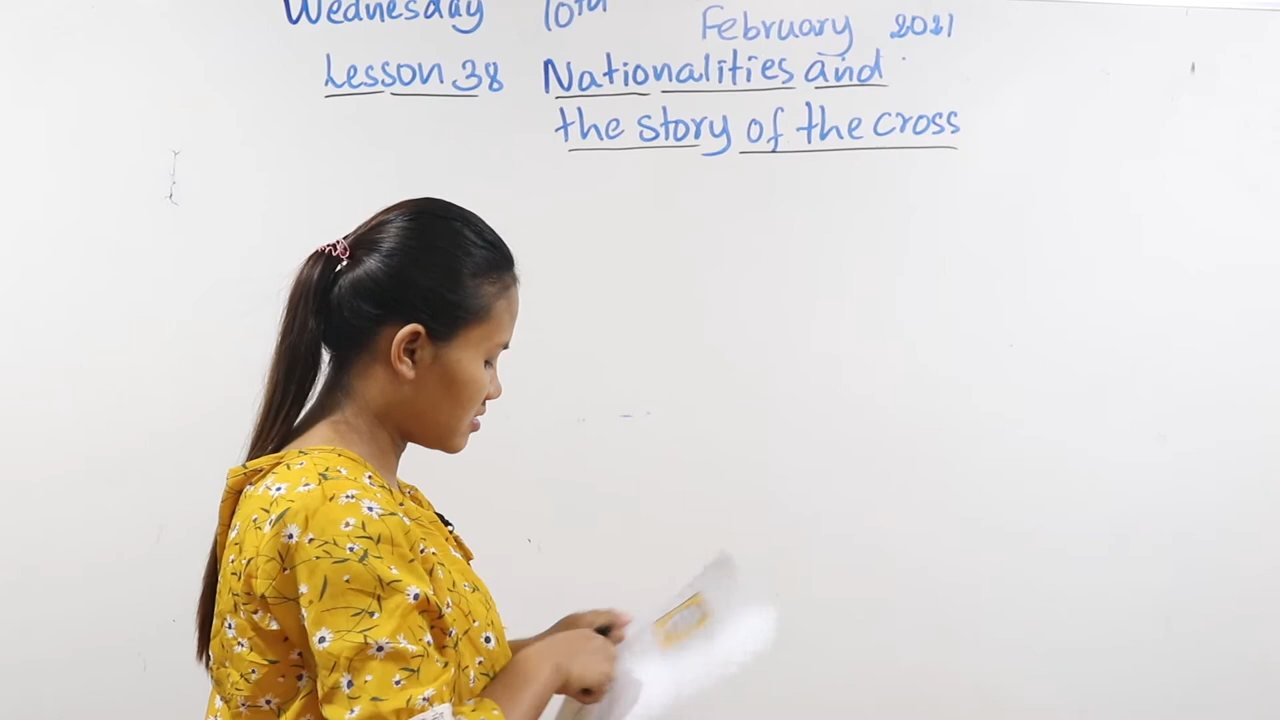 Wednesday 10th February 2021
Lesson 38 Nationalities and
the story of the cross